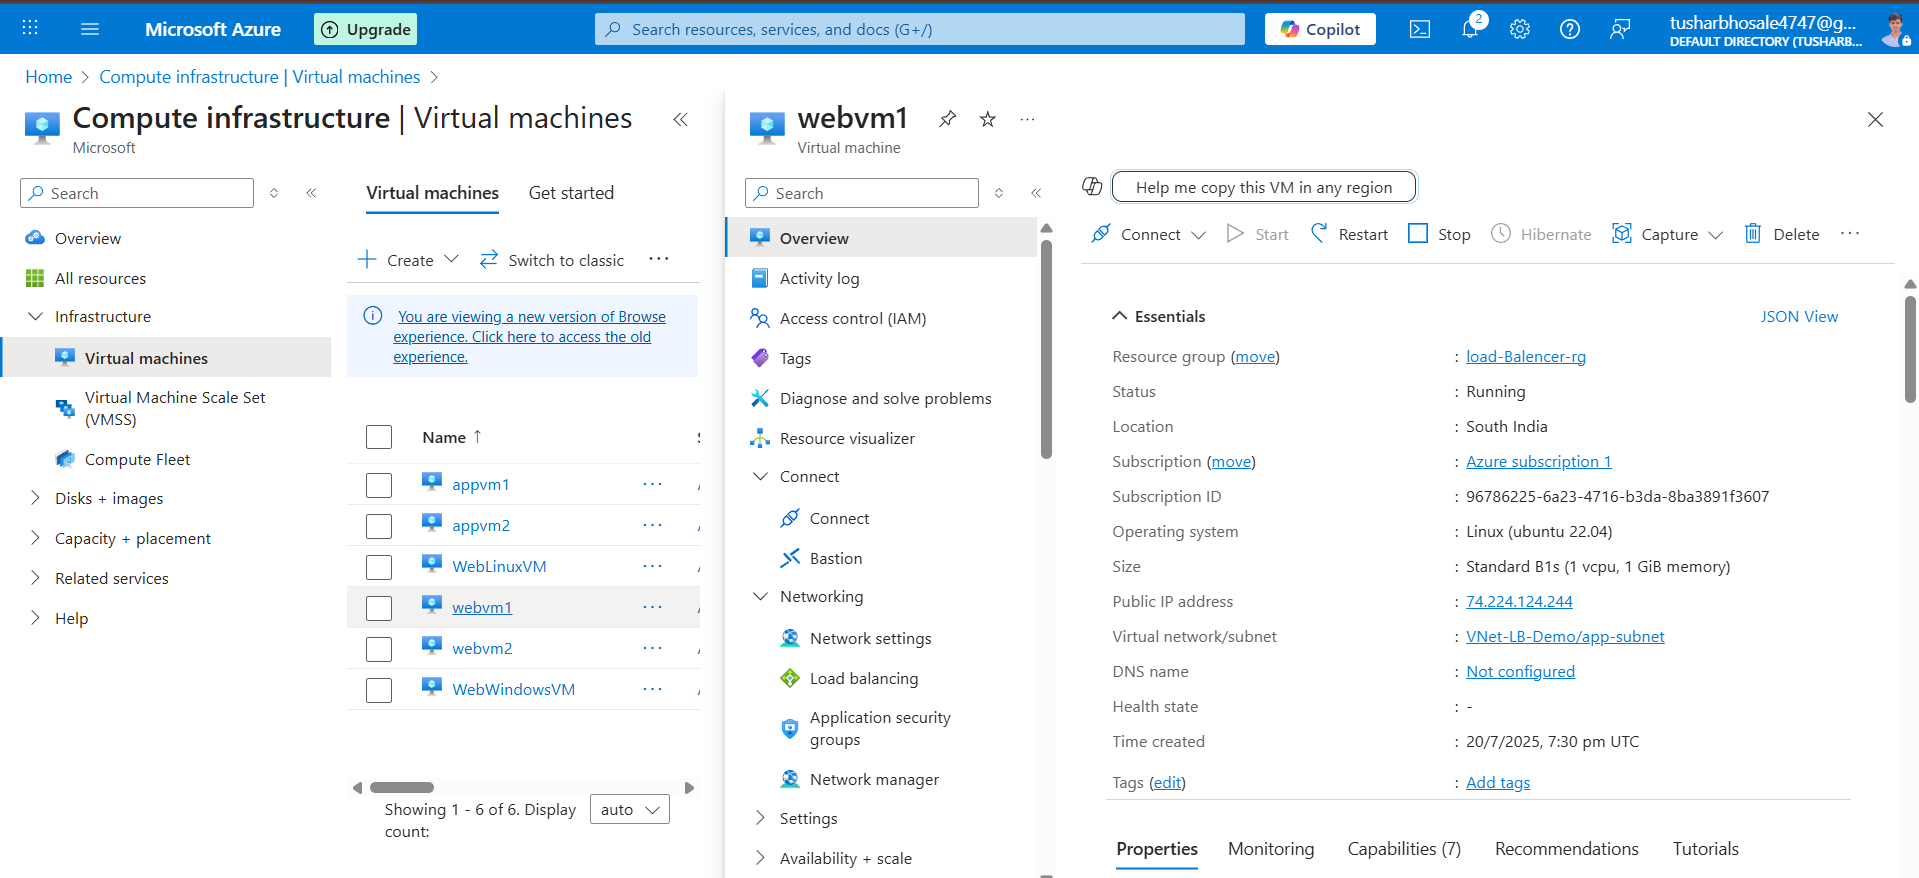 Microsoft Azure
Upgrade
Search resources, services, and docs (G+/)
Copilot
2
tusharbhosale4747@g...
DEFAULT DIRECTORY (TUSHARB...
Home > Compute infrastructure | Virtual machines >
Compute infrastructure | Virtual machines
Microsoft
Search
Overview
All resources
Infrastructure
Virtual machines
Virtual Machine Scale Set
(VMSS)
Compute Fleet
Disks + images
Capacity + placement
Related services
Help
Virtual machines
Get started
Create
Switch to classic
You are viewing a new version of Browse
experience. Click here to access the old
experience.
Name ↑
appvm1
appvm2
WebLinuxVM
webvm1
webvm2
WebWindowsVM
Showing 1 - 6 of 6. Display
count:
auto
webvm1
Virtual machine
Search
Overview
Activity log
Access control (IAM)
Tags
Diagnose and solve problems
Resource visualizer
Connect
Connect
Bastion
Networking
Network settings
Load balancing
Application security
groups
Network manager
Settings
Availability + scale
Help me copy this VM in any region
Connect
Start
Restart
Stop
Hibernate
Capture
Delete
Essentials
JSON View
Resource group (move) : load-Balencer-rg
Status : Running
Location : South India
Subscription (move) : Azure subscription 1
Subscription ID : 96786225-6a23-4716-b3da-8ba3891f3607
Operating system : Linux (ubuntu 22.04)
Size : Standard B1s (1 vcpu, 1 GiB memory)
Public IP address : 74.224.124.244
Virtual network/subnet : VNet-LB-Demo/app-subnet
DNS name : Not configured
Health state : -
Time created : 20/7/2025, 7:30 pm UTC
Tags (edit) : Add tags
Properties
Monitoring
Capabilities (7)
Recommendations
Tutorials